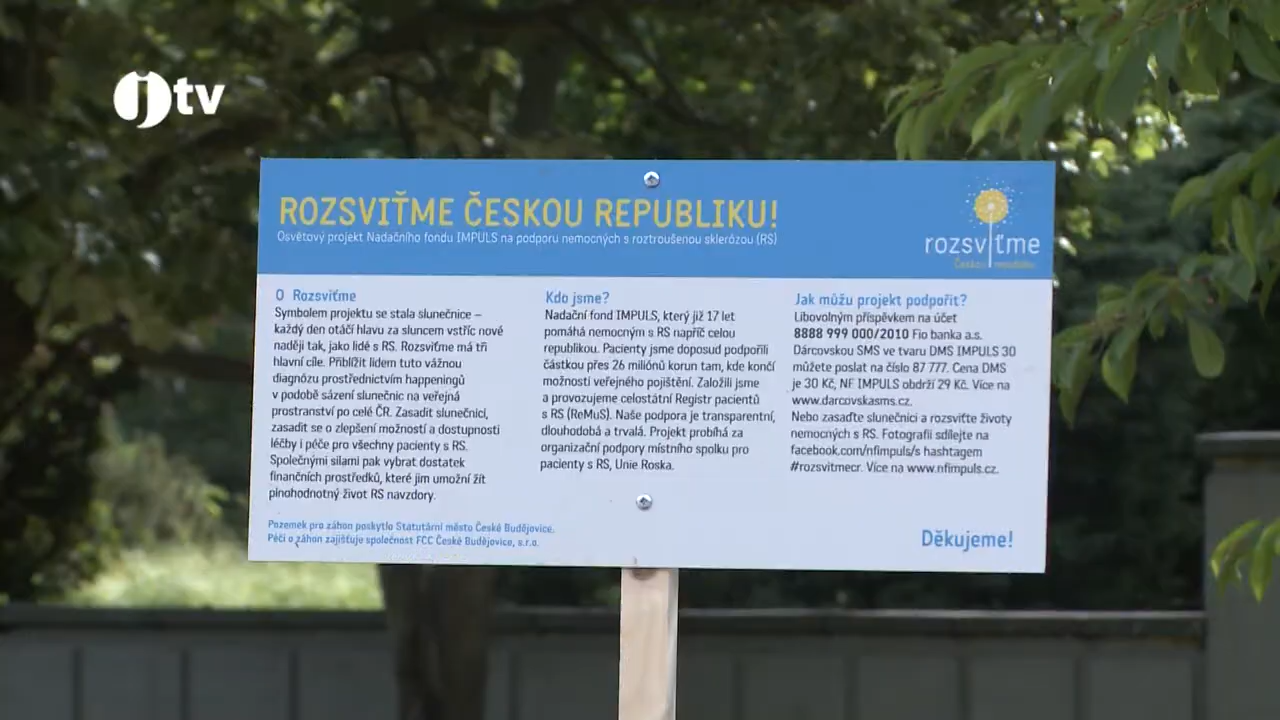 jtv
ROZSVIŤME ČESKOU REPUBLIKU!
Osvětový projekt Nadačního fondu IMPULS na podporu nemocných s roztroušenou sklerózou (RS)
rozsviťme
Českou republiku
O Rozsviťme
Symbolem projektu se stala slunečnice –
každý den otáčí hlavu za sluncem vstříc nové
naději tak, jako lidé s RS. Rozsviťme má tři
hlavní cíle. Přiblížit lidem tuto vážnou
diagnózu prostřednictvím happeningů
v podobě sázení slunečnic na veřejná
prostranství po celé ČR. Zasadit slunečnici,
zasadit se o zlepšení možností a dostupnosti
léčby i péče pro všechny pacienty s RS.
Společnými silami pak vybrat dostatek
finančních prostředků, které jim umožní žít
plnohodnotný život RS navzdory.
Kdo jsme?
Nadační fond IMPULS, který již 17 let
pomáhá nemocným s RS napříč celou
republikou. Pacienty jsme doposud podpořili
částkou přes 26 miliónů korun tam, kde končí
možnosti veřejného pojištění. Založili jsme
a provozujeme celostátní Registr pacientů
s RS (ReMuS). Naše podpora je transparentní,
dlouhodobá a trvalá. Projekt probíhá za
organizační podpory místního spolku pro
pacienty s RS, Unie Roska.
Jak můžu projekt podpořit?
Libovolným příspěvkem na účet
8888 999 000/2010 Fio banka a.s.
Dárcovskou SMS ve tvaru DMS IMPULS 30
můžete poslat na číslo 87 777. Cena DMS
je 30 Kč, NF IMPULS obdrží 29 Kč. Více na
www.darcovskasms.cz.
Nebo zasaďte slunečnici a rozsviťte životy
nemocných s RS. Fotografii sdílejte na
facebook.com/nfimpuls/s hashtagem
#rozsvitmecr. Více na www.nfimpuls.cz.
Pozemek pro záhon poskytlo Statutární město České Budějovice.
Péči o záhon zajišťuje společnost FCC České Budějovice, s.r.o.
Děkujeme!